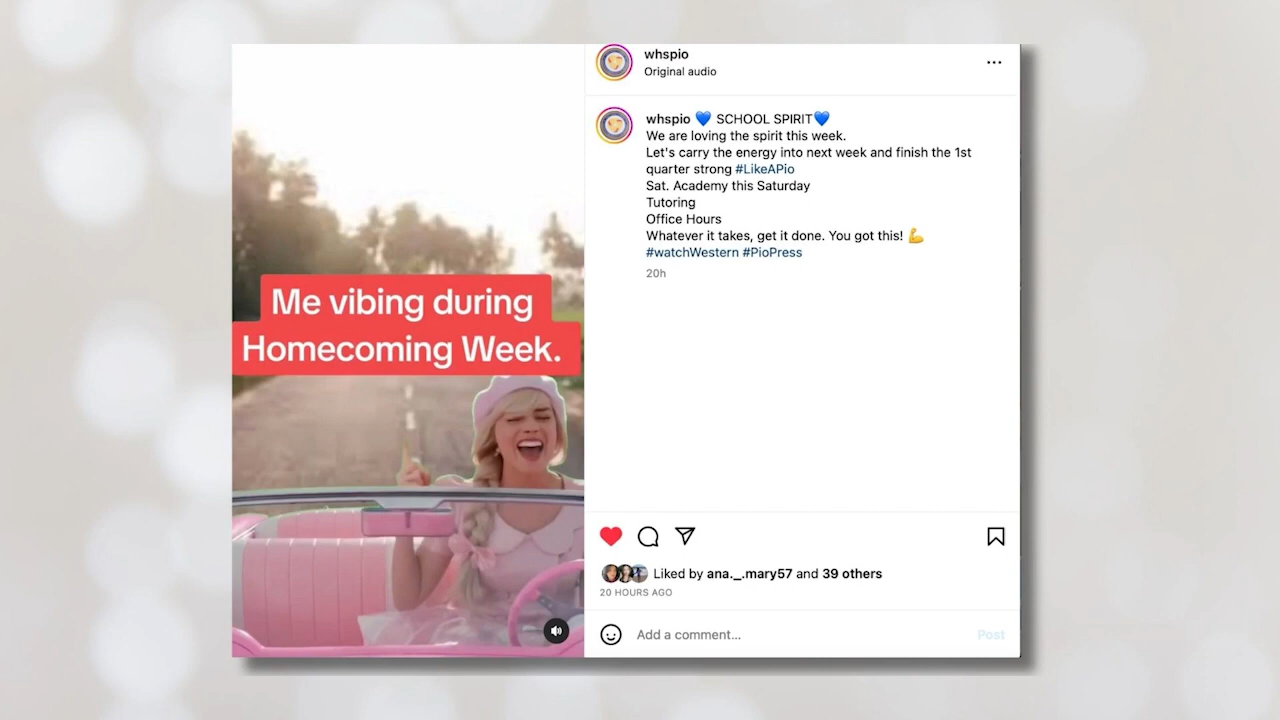 Me vibing during
Homecoming Week.
whspio
Original audio
whspio 💙 SCHOOL SPIRIT💙
We are loving the spirit this week.
Let's carry the energy into next week and finish the 1st
quarter strong #LikeAPio
Sat. Academy this Saturday
Tutoring
Office Hours
Whatever it takes, get it done. You got this! 💪
#watchWestern #PioPress
20h
Liked by ana._.mary57 and 39 others
20 HOURS AGO
Add a comment... Post